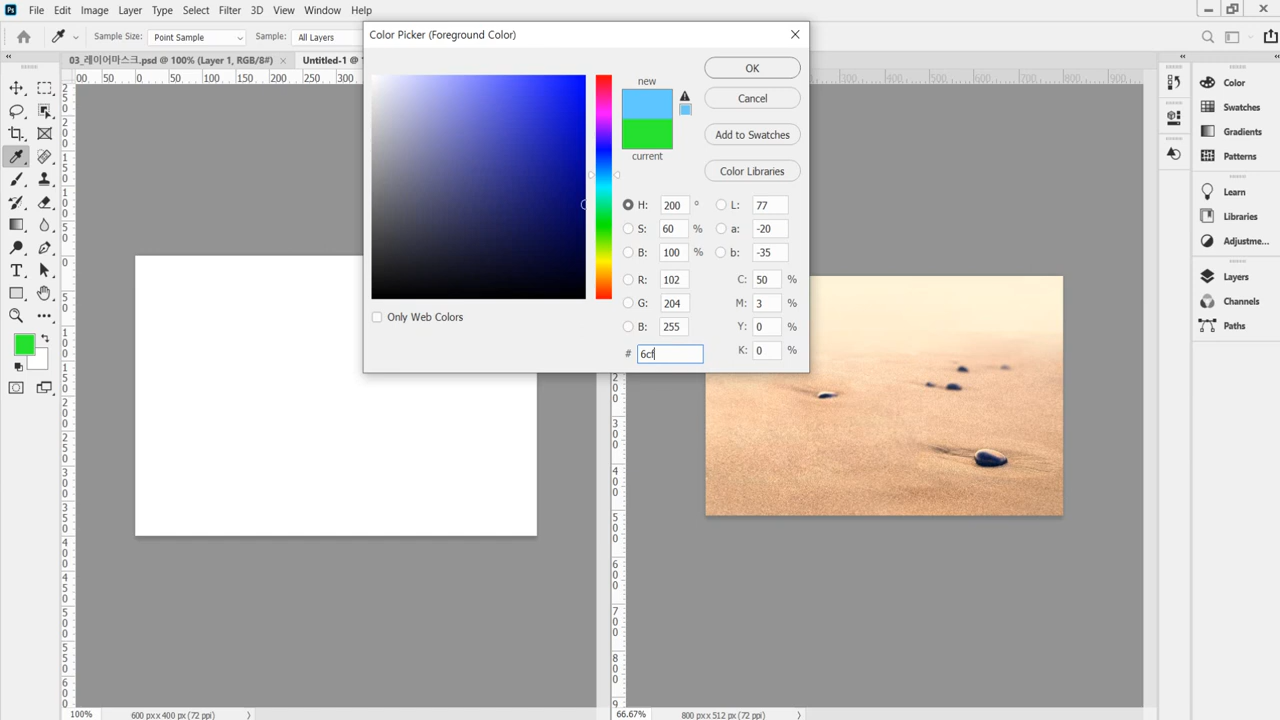 Ps File Edit Image Layer Type Select Filter 3D View Window Help
Sample Size: Point Sample Sample: All Layers
03_레이어마스크.psd @ 100% (Layer 1, RGB/8#) × Untitled-1 @ 1
Color Picker (Foreground Color)
new
current
OK
Cancel
Add to Swatches
Color Libraries
H: 200 °
S: 60 %
B: 100 %
R: 102
G: 204
B: 255
# 6cf
L: 77
a: -20
b: -35
C: 50 %
M: 3 %
Y: 0 %
K: 0 %
Only Web Colors
Color
Swatches
Gradients
Patterns
Learn
Libraries
Adjustme...
Layers
Channels
Paths
100% 600 px x 400 px (72 ppi)
66.67% 800 px x 512 px (72 ppi)